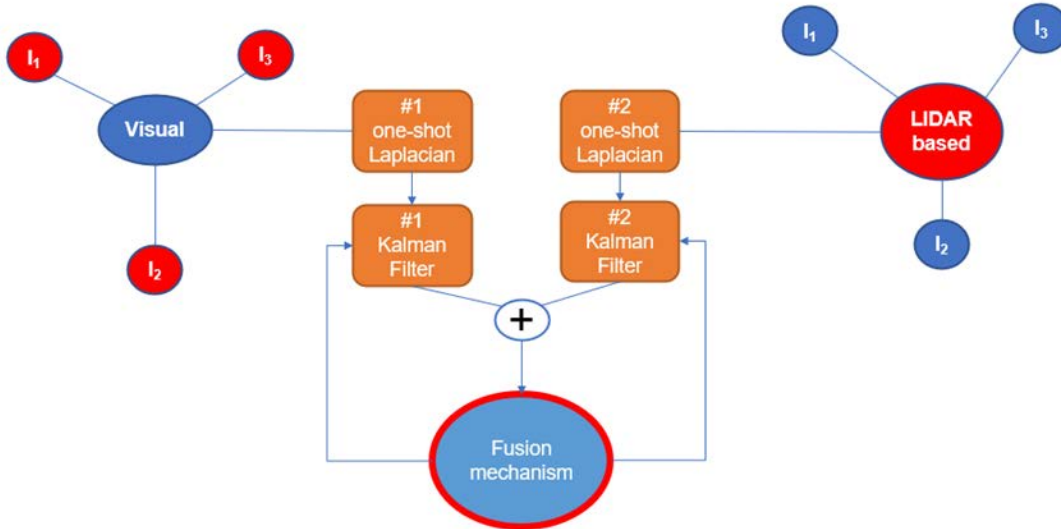 I₁
I₃
Visual
I₂
#1
one-shot
Laplacian
#1
Kalman
Filter
#2
one-shot
Laplacian
#2
Kalman
Filter
+
Fusion
mechanism
I₁
I₃
LIDAR
based
I₂